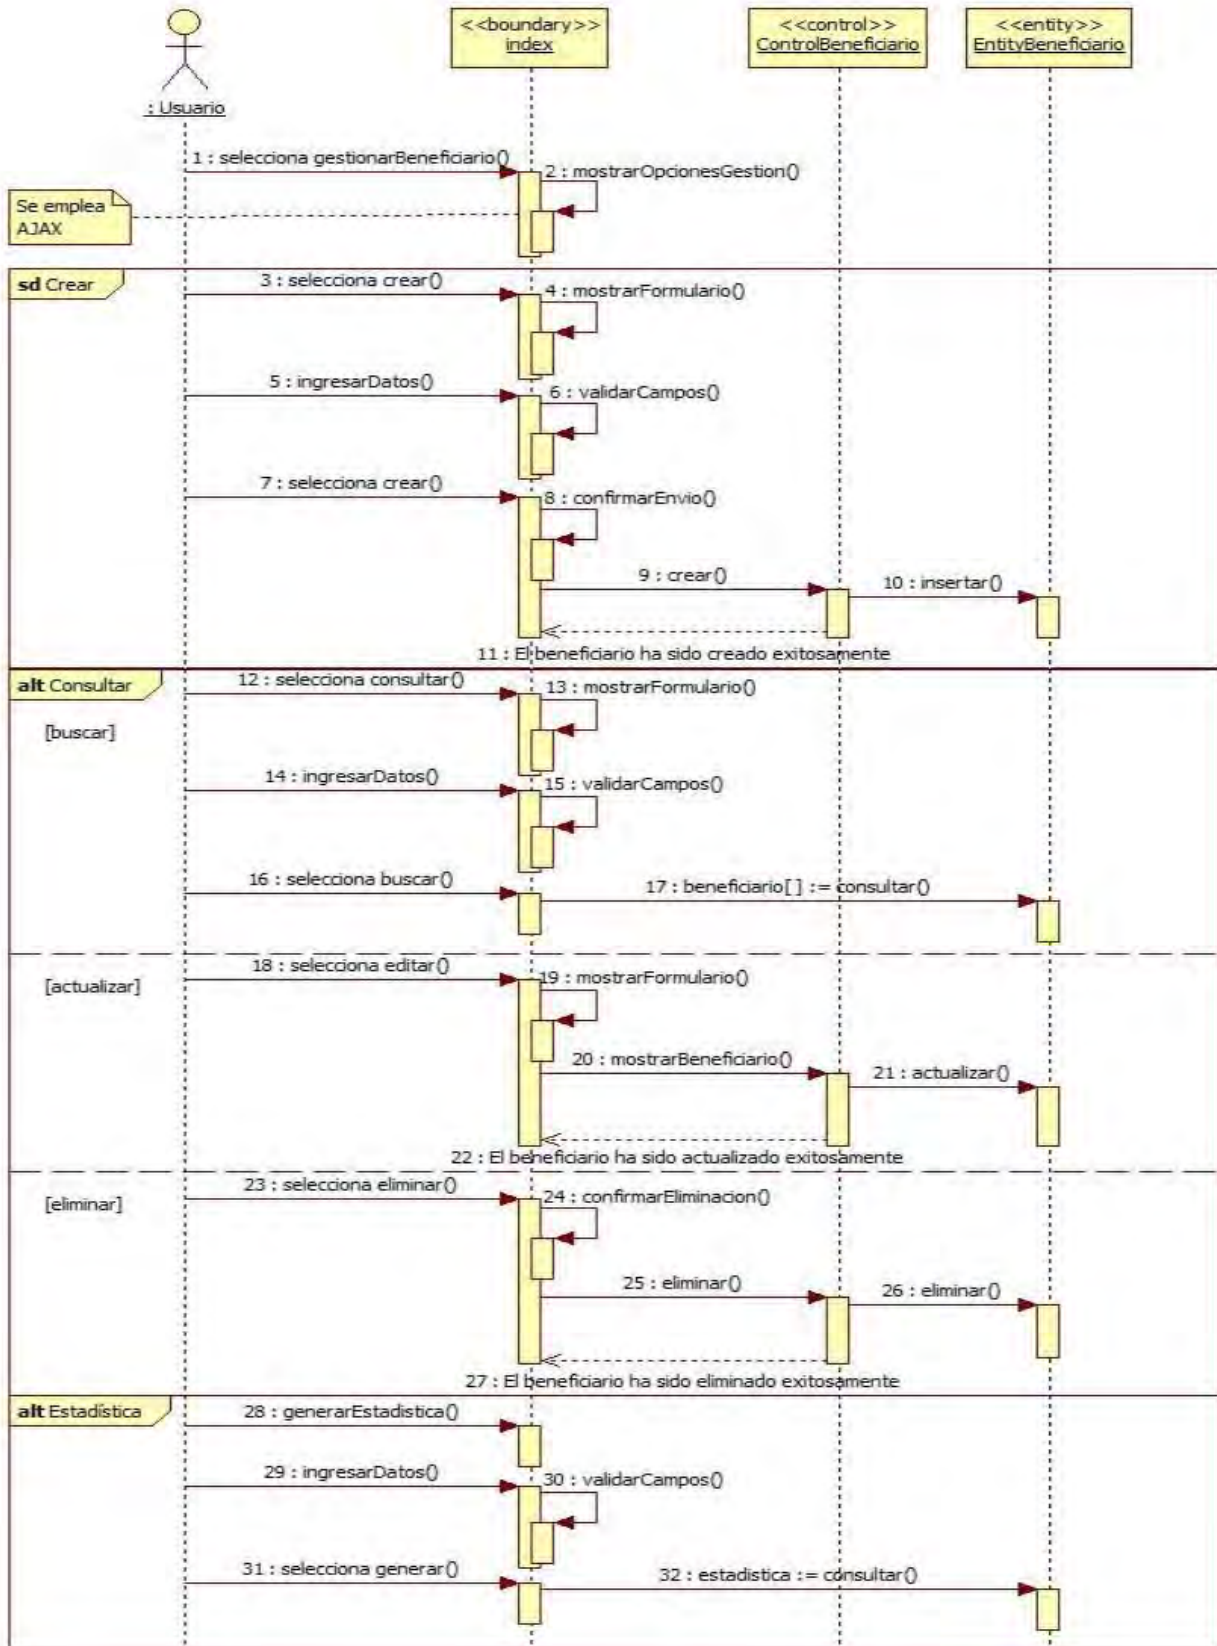 <<boundary>>
index
<<control>>
ControlBeneficiario
<<entity>>
EntityBeneficiario
: Usuario
1 : selecciona gestionarBeneficiario()
2 : mostrarOpcionesGestion()
Se emplea
AJAX
sd Crear
3 : selecciona crear()
4 : mostrarFormulario()
5 : ingresarDatos()
6 : validarCampos()
7 : selecciona crear()
8 : confirmarEnvio()
9 : crear()
10 : insertar()
11 : El beneficiario ha sido creado exitosamente
alt Consultar
12 : selecciona consultar()
13 : mostrarFormulario()
[buscar]
14 : ingresarDatos()
15 : validarCampos()
16 : selecciona buscar()
17 : beneficiario[ ] := consultar()
18 : selecciona editar()
19 : mostrarFormulario()
[actualizar]
20 : mostrarBeneficiario()
21 : actualizar()
22 : El beneficiario ha sido actualizado exitosamente
23 : selecciona eliminar()
24 : confirmarEliminacion()
[eliminar]
25 : eliminar()
26 : eliminar()
27 : El beneficiario ha sido eliminado exitosamente
alt Estadística
28 : generarEstadistica()
29 : ingresarDatos()
30 : validarCampos()
31 : selecciona generar()
32 : estadistica := consultar()